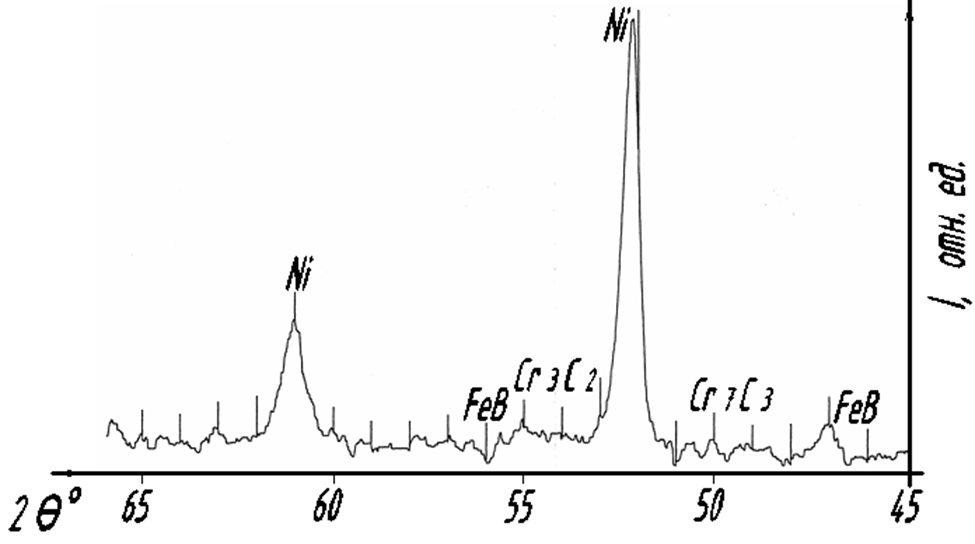 Ni
Ni
FeB Cr3C2 Cr7C3 FeB
I, отн. ед.
2Θ° 65 60 55 50 45